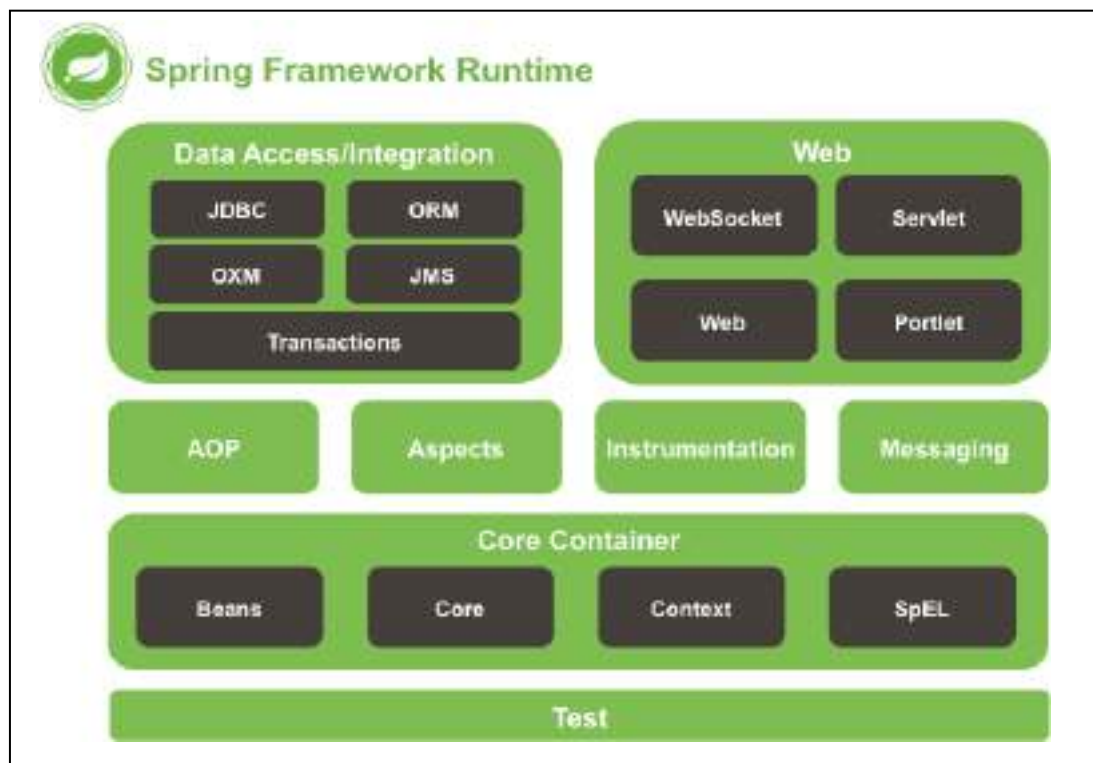 Spring Framework Runtime
Data Access/Integration
JDBC ORM
OXM JMS
Transactions
Web
WebSocket Servlet
Web Portlet
AOP Aspects Instrumentation Messaging
Core Container
Beans Core Context SpEL
Test